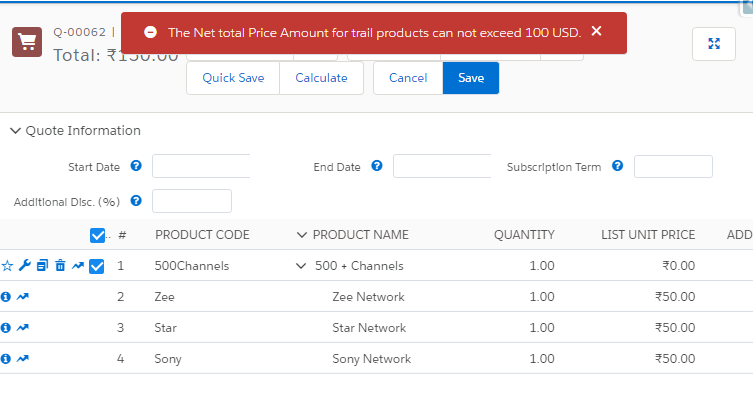 Q-00062 |
The Net total Price Amount for trail products can not exceed 100 USD.
Total: ₹150.00
Quick Save Calculate Cancel Save
Quote Information
Start Date End Date Subscription Term
Additional Disc. (%)
# PRODUCT CODE PRODUCT NAME QUANTITY LIST UNIT PRICE ADD
1 500Channels 500 + Channels 1.00 ₹0.00
2 Zee Zee Network 1.00 ₹50.00
3 Star Star Network 1.00 ₹50.00
4 Sony Sony Network 1.00 ₹50.00